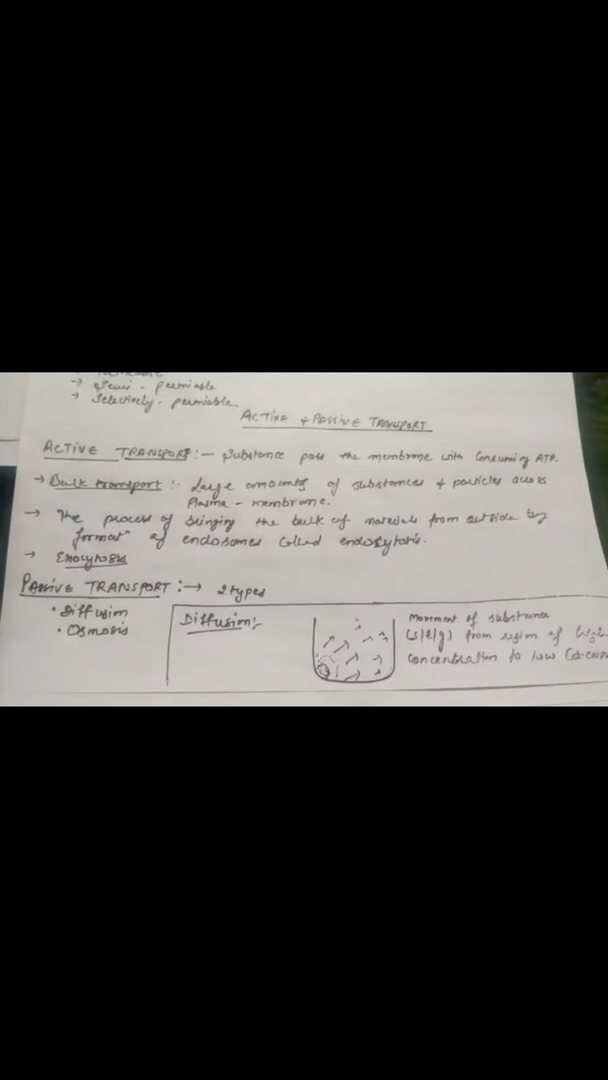 → Semi - permiable
→ Selectively - permiable.
ACTIVE & PASSIVE TRANSPORT
ACTIVE TRANSPORT :- Substance pass the membrane with Consuming ATP.
→ Bulk transport :- Large amounts of substances & particles across
Plasma - membrane.
→ The process of bringing the bulk of materials from outside by
formatⁿ of endosomes called endocytosis.
→ Exocytosis
PASSIVE TRANSPORT :→ 2 types
• Diffusion
• Osmosis
Diffusion :-
Movement of substance
(s/l/g) from region of high
concentration to low